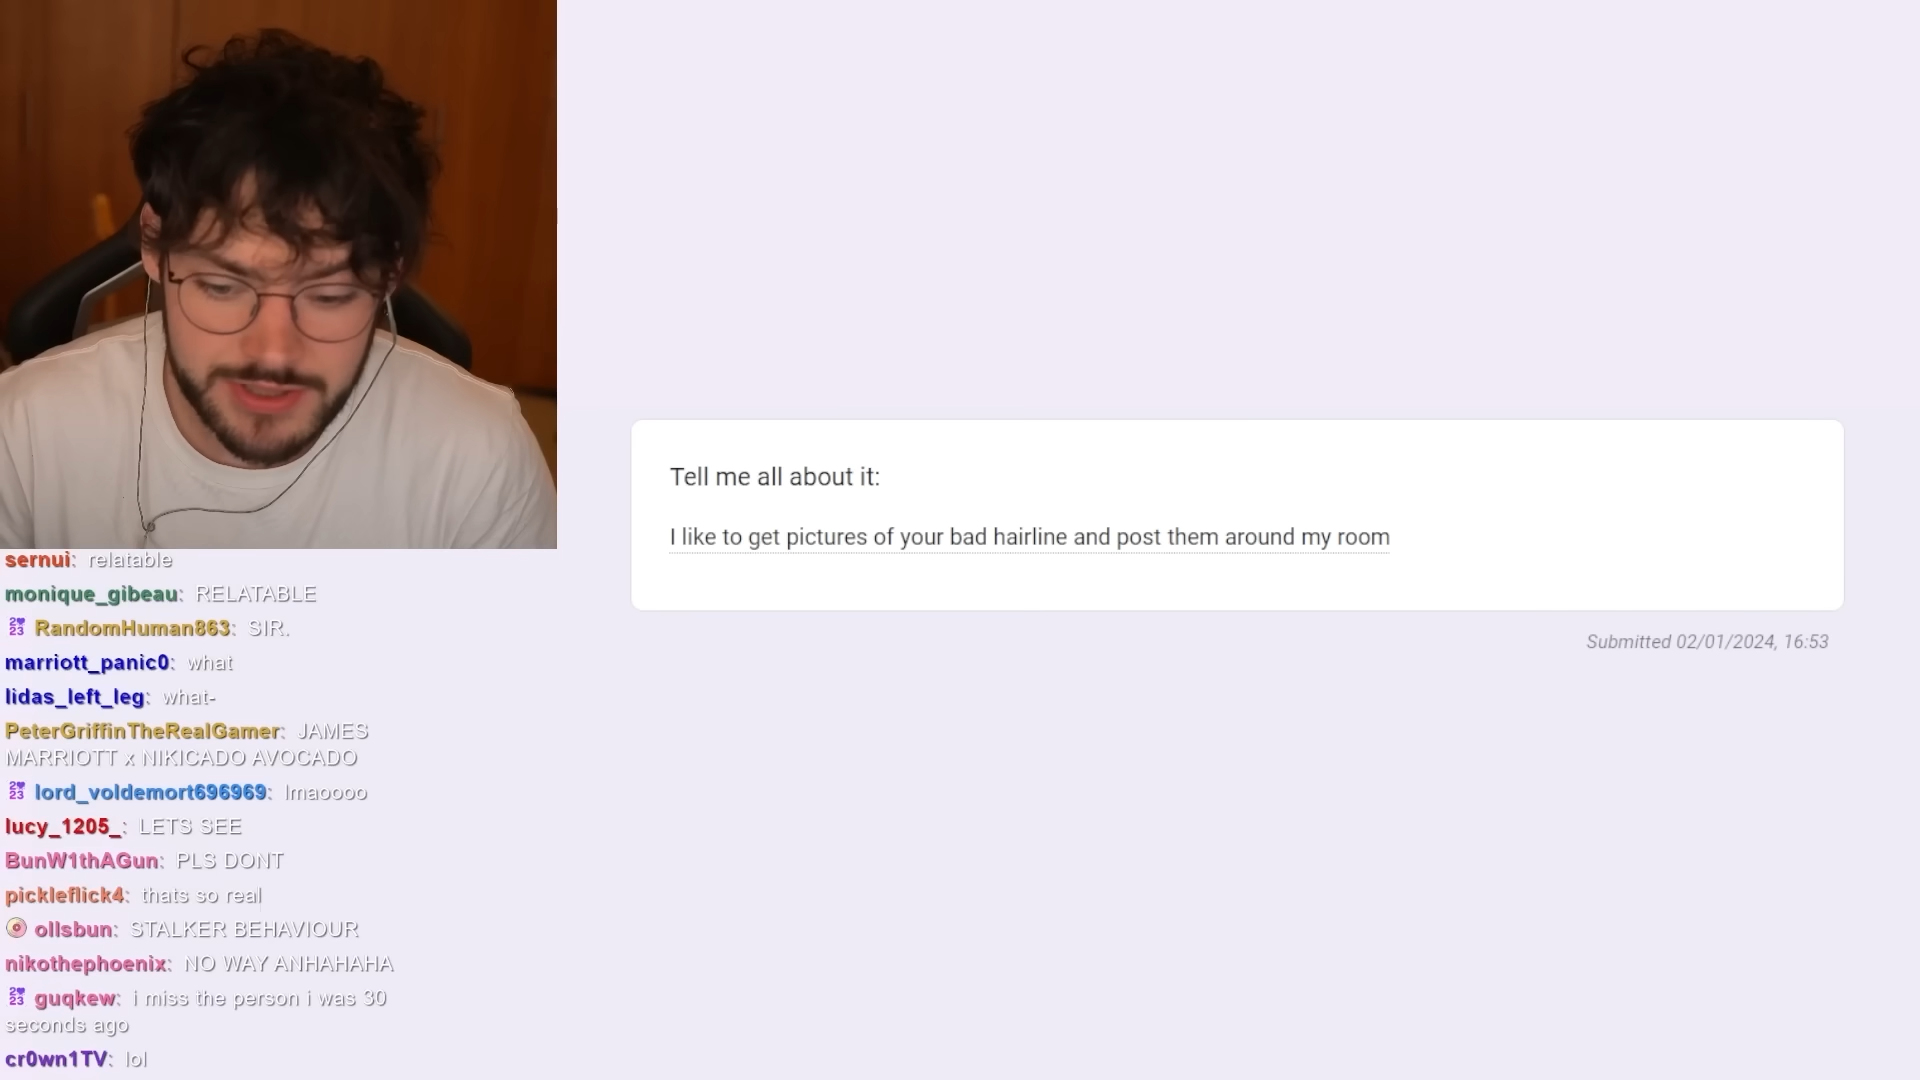 Tell me all about it:
I like to get pictures of your bad hairline and post them around my room
Submitted 02/01/2024, 16:53
sernui: relatable
monique_gibeau: RELATABLE
RandomHuman863: SIR.
marriott_panic0: what
lidas_left_leg: what-
PeterGriffinTheRealGamer: JAMES
MARRIOTT x NIKICADO AVOCADO
lord_voldemort696969: lmaoooo
lucy_1205_: LETS SEE
BunW1thAGun: PLS DONT
pickleflick4: thats so real
ollsbun: STALKER BEHAVIOUR
nikothephoenix: NO WAY ANHAHAHA
guqkew: i miss the person i was 30
seconds ago
cr0wn1TV: lol